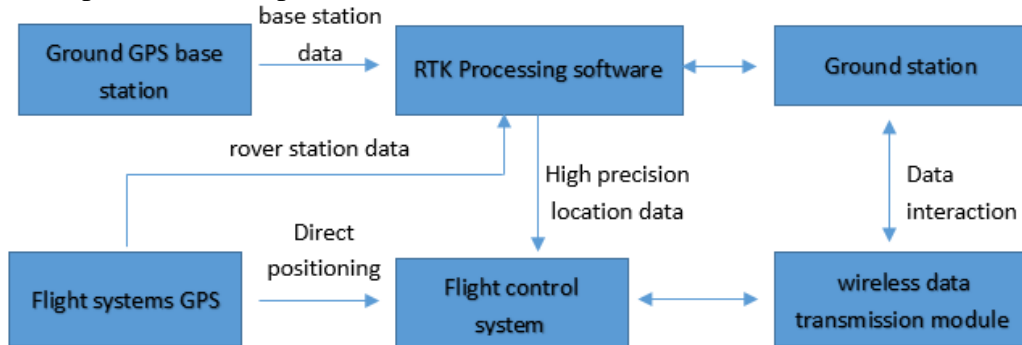 base station
data
Ground GPS base
station
RTK Processing software
Ground station
rover station data
High precision
location data
Data
interaction
Direct
positioning
Flight systems GPS
Flight control
system
wireless data
transmission module